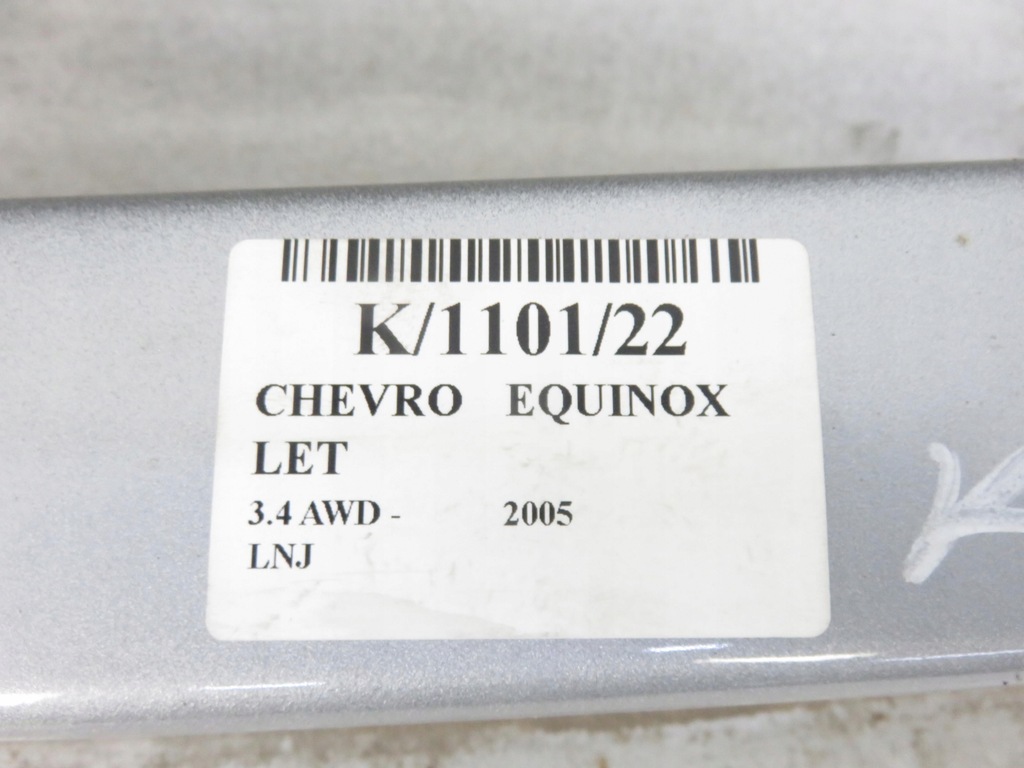 K/1101/22
CHEVRO EQUINOX
LET
3.4 AWD - 2005
LNJ